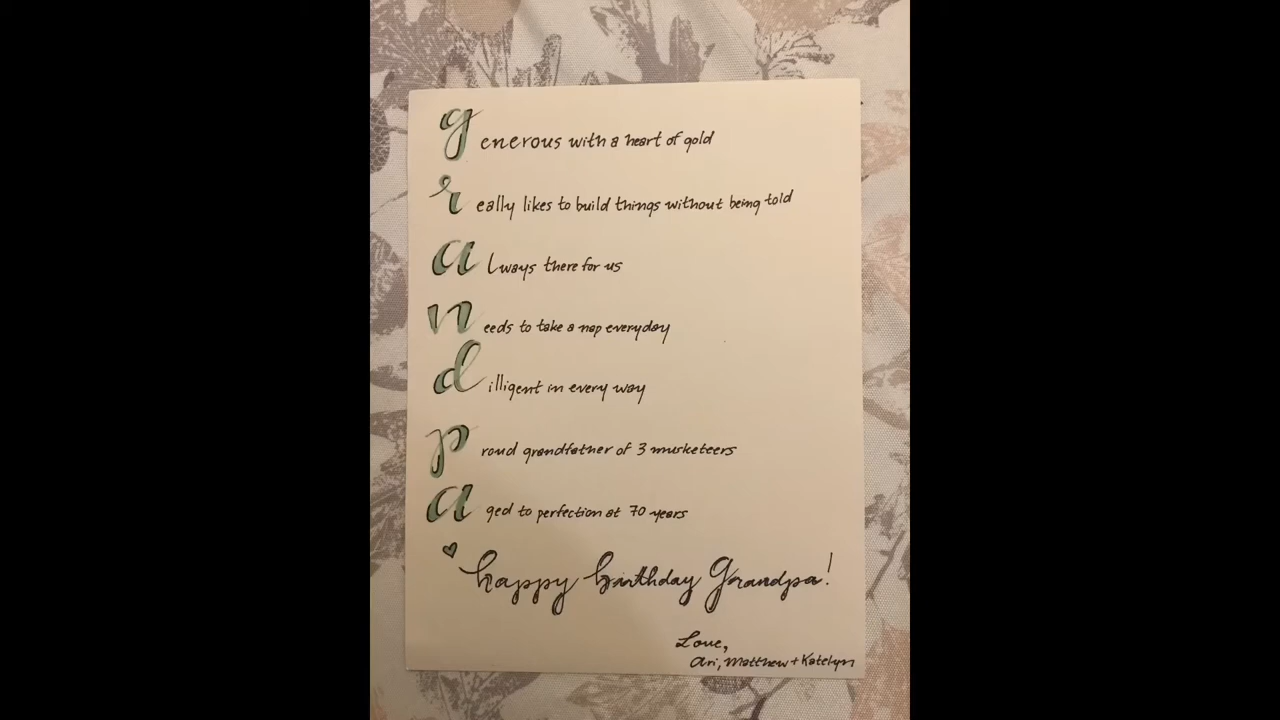 generous with a heart of gold
really likes to build things without being told
always there for us
needs to take a nap everyday
dilligent in every way
proud grandfather of 3 musketeers
aged to perfection at 70 years
happy birthday Grandpa!
Love,
Ari, Matthew + Katelyn